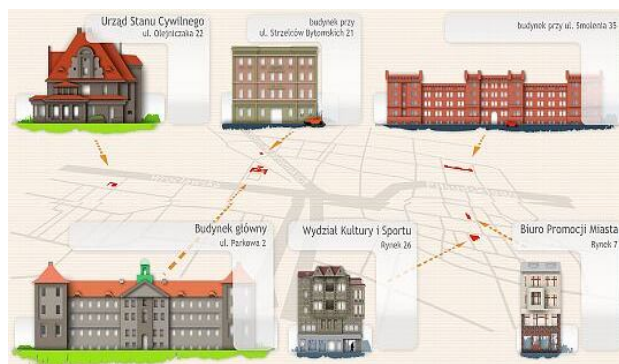 Urząd Stanu Cywilnego
ul. Olejniczaka 22
budynek przy
ul. Strzelców Bytomskich 21
budynek przy ul. Smolenia 35
Budynek główny
ul. Parkowa 2
Wydział Kultury i Sportu
Rynek 26
Biuro Promocji Miasta
Rynek 7